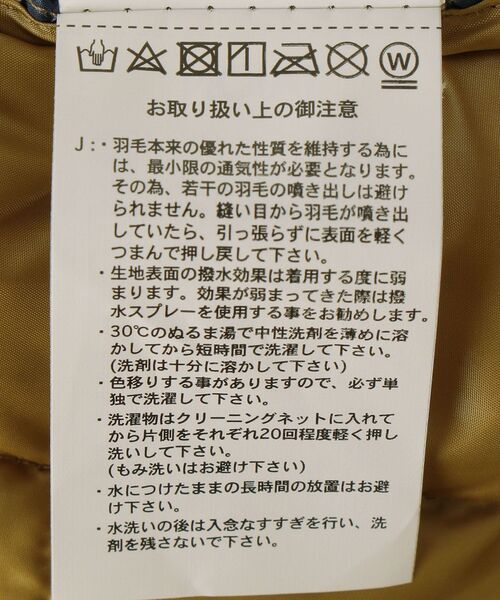 W
お取り扱い上の御注意
J：・羽毛本来の優れた性質を維持する為に
は、最小限の通気性が必要となります。
その為、若干の羽毛の噴き出しは避け
られません。縫い目から羽毛が噴き出
していたら、引っ張らずに表面を軽く
つまんで押し戻して下さい。
・生地表面の撥水効果は着用する度に弱
まります。効果が弱まってきた際は撥
水スプレーを使用する事をお勧めします。
・30℃のぬるま湯で中性洗剤を薄めに溶
かしてから短時間で洗濯して下さい。
(洗剤は十分に溶かして下さい)
・色移りする事がありますので、必ず単
独で洗濯して下さい。
・洗濯物はクリーニングネットに入れて
から片側をそれぞれ20回程度軽く押し
洗いして下さい。
(もみ洗いはお避け下さい)
・水につけたままの長時間の放置はお避
け下さい。
・水洗いの後は入念なすすぎを行い、洗
剤を残さないで下さい。